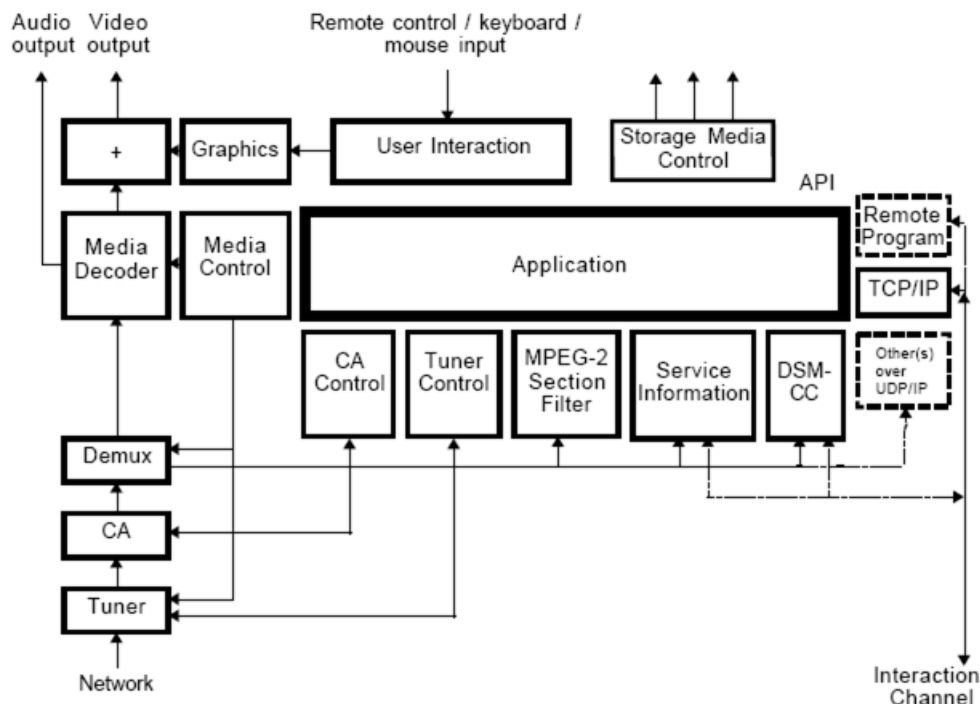 Audio output
Video output
Remote control / keyboard /
mouse input
+
Graphics
User Interaction
Storage Media
Control
API
Media
Decoder
Media
Control
Application
Remote
Program
TCP/IP
CA
Control
Tuner
Control
MPEG-2
Section
Filter
Service
Information
DSM-
CC
Other(s)
over
UDP/IP
Demux
CA
Tuner
Network
Interaction
Channel